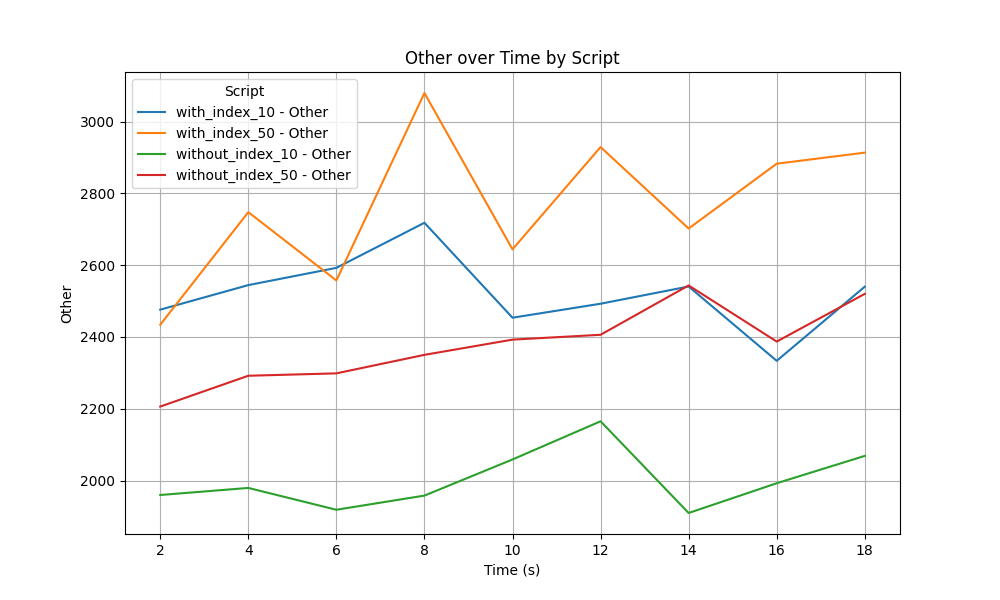 Other over Time by Script
Script
with_index_10 - Other
with_index_50 - Other
without_index_10 - Other
without_index_50 - Other
3000
2800
2600
2400
2200
2000
Other
2 4 6 8 10 12 14 16 18
Time (s)